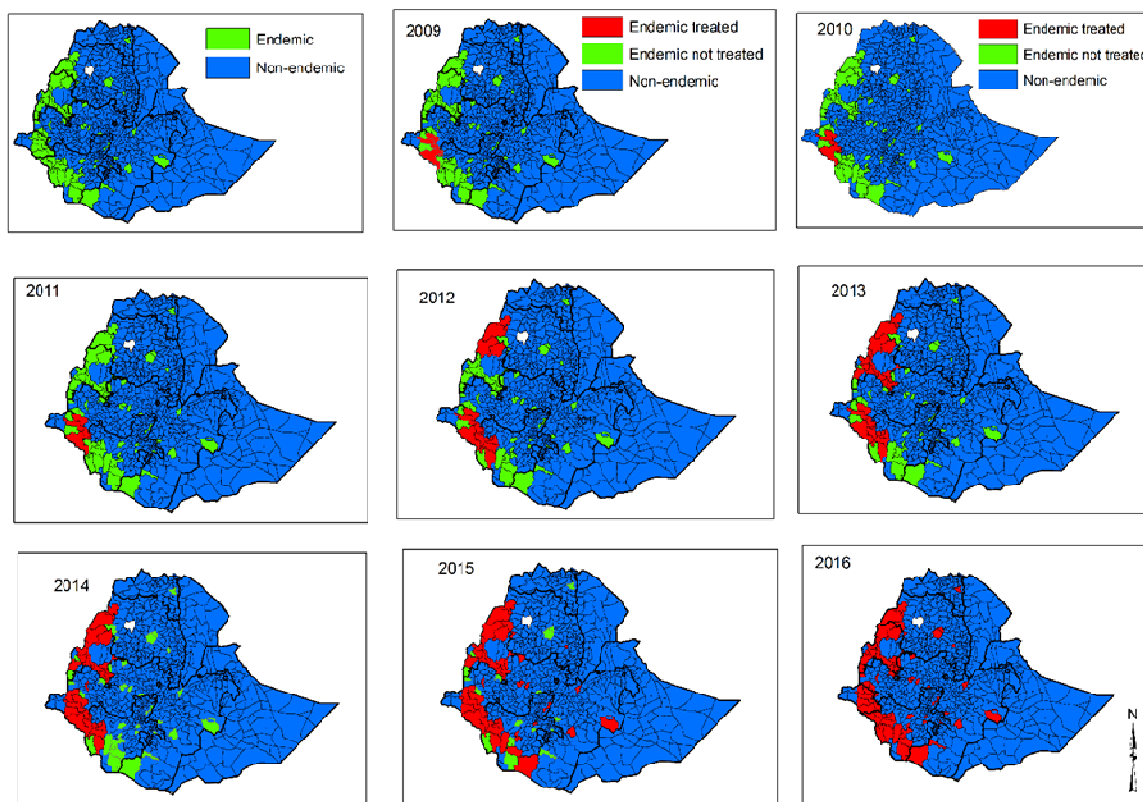 Endemic
Non-endemic
2009
Endemic treated
Endemic not treated
Non-endemic
2010
Endemic treated
Endemic not treated
Non-endemic
2011
2012
2013
2014
2015
2016
N